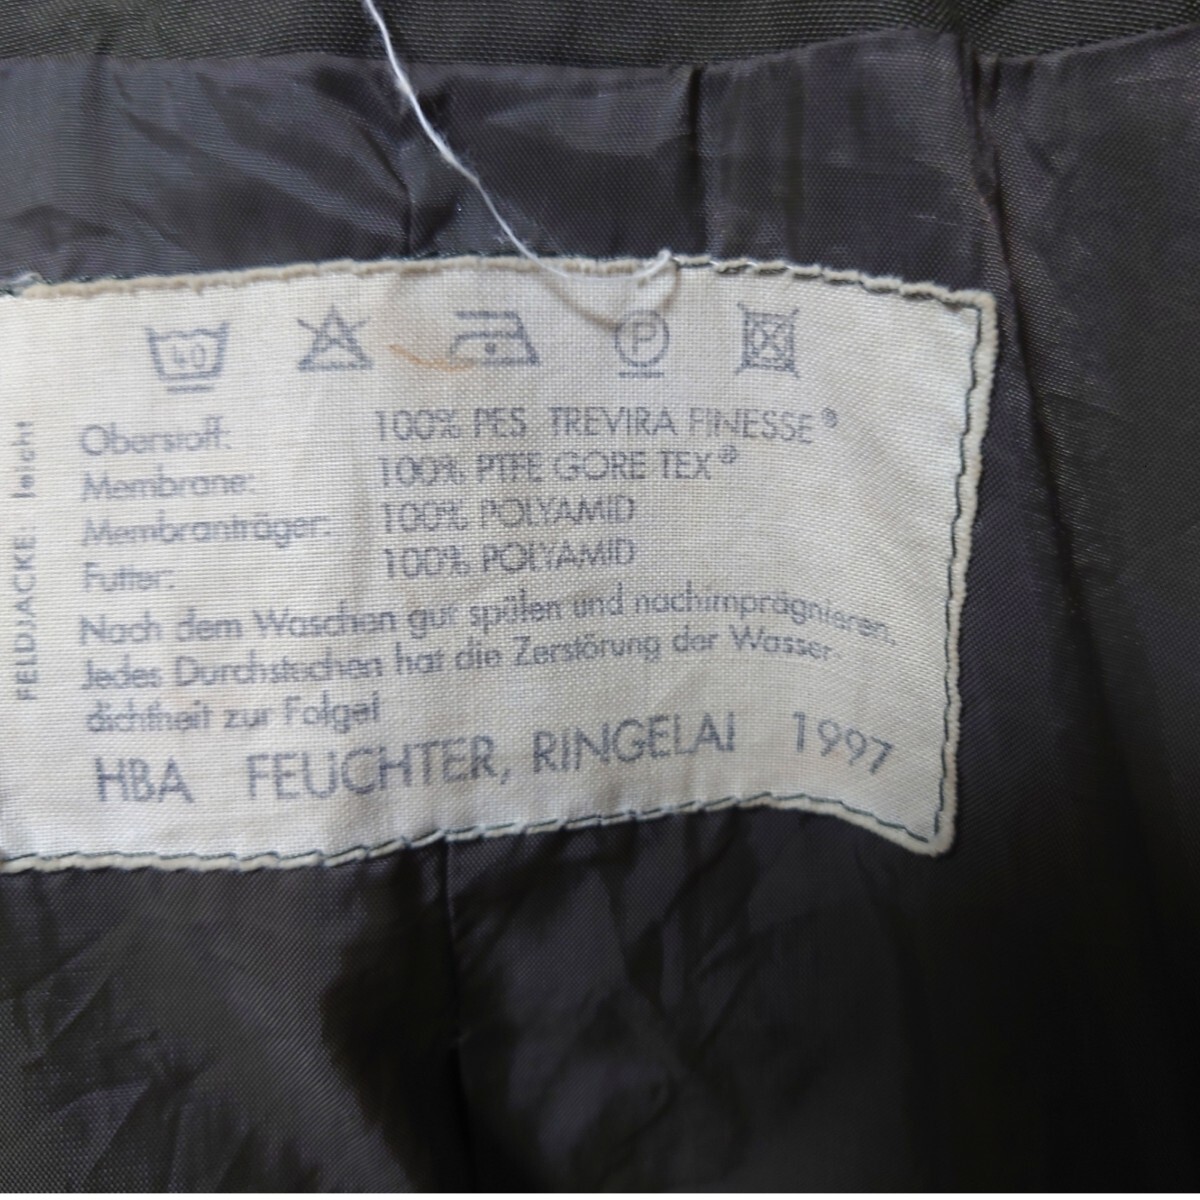 FELDJACKE: leicht
40
P
Oberstoff: 100% PES TREVIRA FINESSE®
Membrane: 100% PTFE GORE TEX®
Membranträger: 100% POLYAMID
Futter: 100% POLYAMID
Nach dem Waschen gut spülen und nachimprägnieren.
Jedes Durchstechen hat die Zerstörung der Wasser-
dichtheit zur Folge!
HBA FEUCHTER, RINGELAI 1997